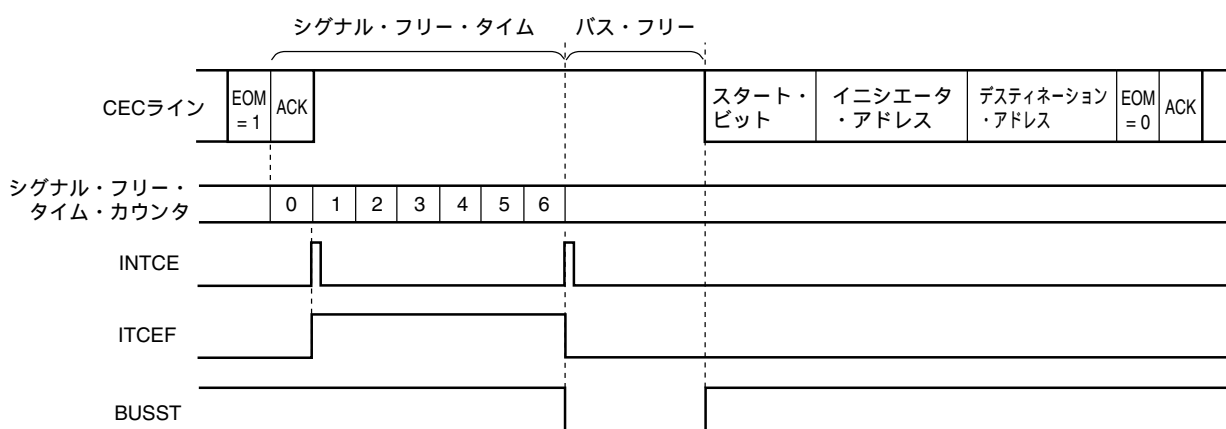 シグナル・フリー・タイム バス・フリー
CECライン
EOM
= 1
ACK
スタート・
ビット
イニシエータ
・アドレス
デスティネーション
・アドレス
EOM
= 0
ACK
シグナル・フリー・
タイム・カウンタ
0 1 2 3 4 5 6
INTCE
ITCEF
BUSST